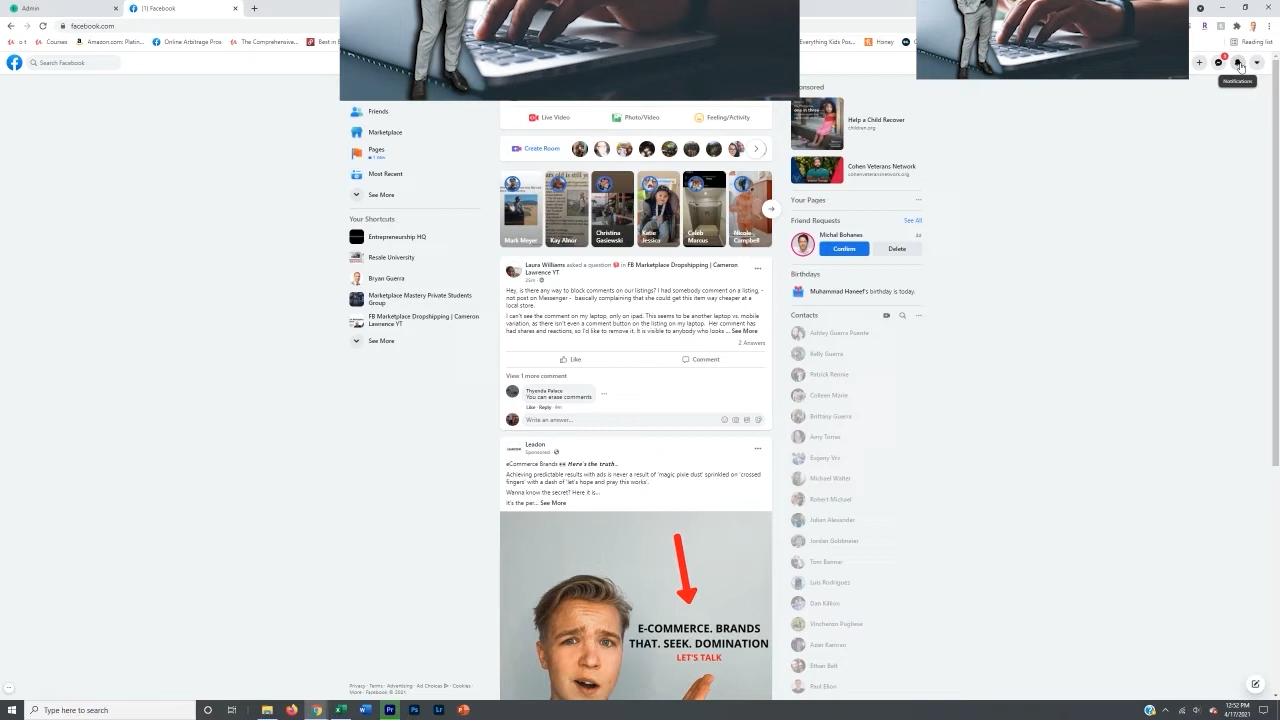 Admin
(1) Facebook
facebook.com
Courses
Amazon.com: Platin...
Online Arbitrage Pros
The Comprehensive...
Best in
Everything Kids Pos...
Honey
Reading list
Search Facebook
Notifications
Friends
Marketplace
Pages
Most Recent
See More
Your Shortcuts
Entrepreneurship HQ
Resale University
Bryan Guerra
Marketplace Mastery Private Students
Group
FB Marketplace Dropshipping | Cameron
Lawrence YT
See More
Privacy · Terms · Advertising · Ad Choices · Cookies ·
More · Facebook © 2021
Live Video
Photo/Video
Feeling/Activity
Create Room
Mark Meyer
Kay Alnor
Christina
Gasiewski
Katie
Jessica
Caleb
Marcus
Nicole
Campbell
Laura Williams asked a question in FB Marketplace Dropshipping | Cameron
Lawrence YT.
Hey, is there any way to block comments on our listings? I had somebody comment on a listing, -
not post on Messenger - basically complaining that she could get this item way cheaper at a
local store.
I can't see the comment on my laptop, only on ipad. This seems to be another laptop vs. mobile
variation, as there isn't even a comment button on the listing on my laptop. Her comment has
had shares and reactions, so I'd like to remove it. It is visible to anybody who looks ... See More
2 Answers
Like
Comment
View 1 more comment
Thyenda Palace
You can erase comments
Like · Reply ·
Write an answer...
Leadon
Sponsored ·
eCommerce Brands 👀 Here's the truth..
Achieving predictable results with ads is never a result of 'magic pixie dust' sprinkled on 'crossed
fingers' with a dash of 'let's hope and pray this works'.
Wanna know the secret? Here it is...
It's the per... See More
E-COMMERCE. BRANDS
THAT. SEEK. DOMINATION
LET'S TALK
Help a Child Recover
children.org
Cohen Veterans Network
cohenveteransnetwork.org
Your Pages
Friend Requests
See All
Michal Bohanes
Confirm
Delete
Birthdays
Muhammad Haneef's birthday is today.
Contacts
Ashley Guerra Puente
Kelly Guerra
Patrick Rennie
Colleen Marie
Brittany Guerra
Amy Torres
Evgeny Vrz
Michael Walter
Robert Michael
Julian Alexander
Jordan Goldmeier
Toni Banner
Luis Rodriguez
Dan Killion
Vincheron Pugliese
Azan Kamran
Ethan Belt
Paul Elion
Type here to search
12:52 PM
4/17/2021